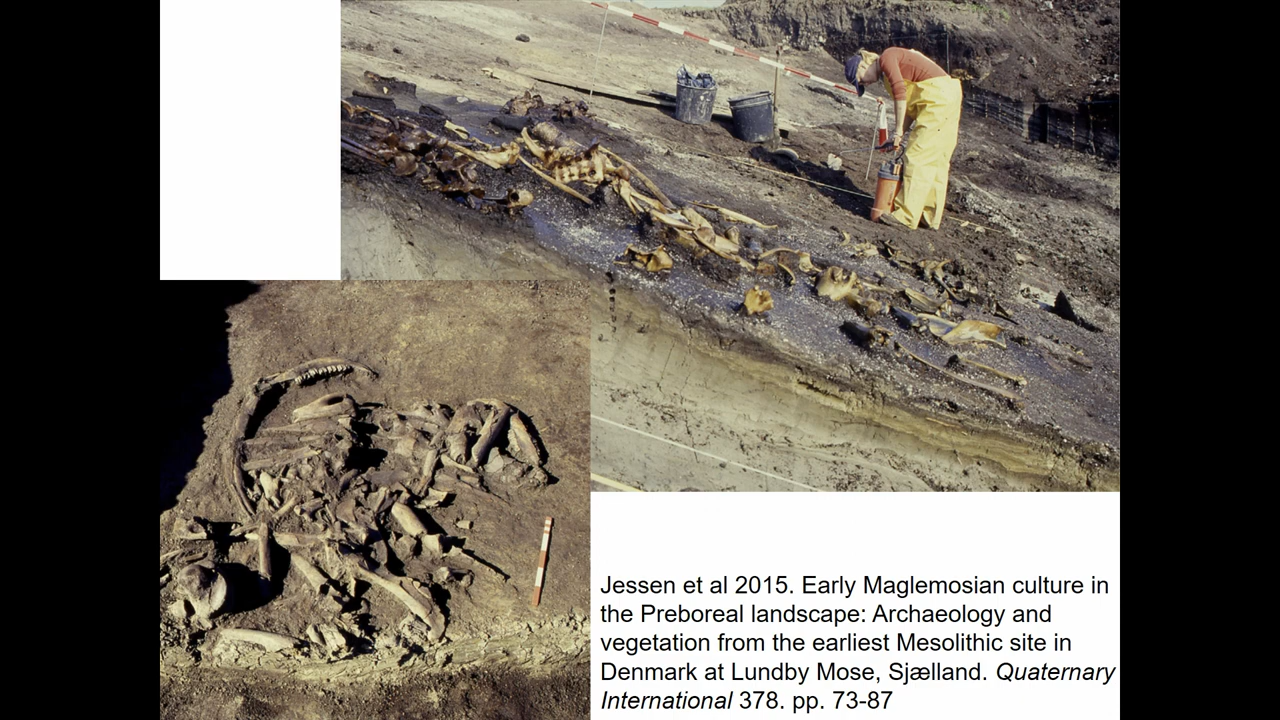 Jessen et al 2015. Early Maglemosian culture in
the Preboreal landscape: Archaeology and
vegetation from the earliest Mesolithic site in
Denmark at Lundby Mose, Sjælland. Quaternary
International 378. pp. 73-87